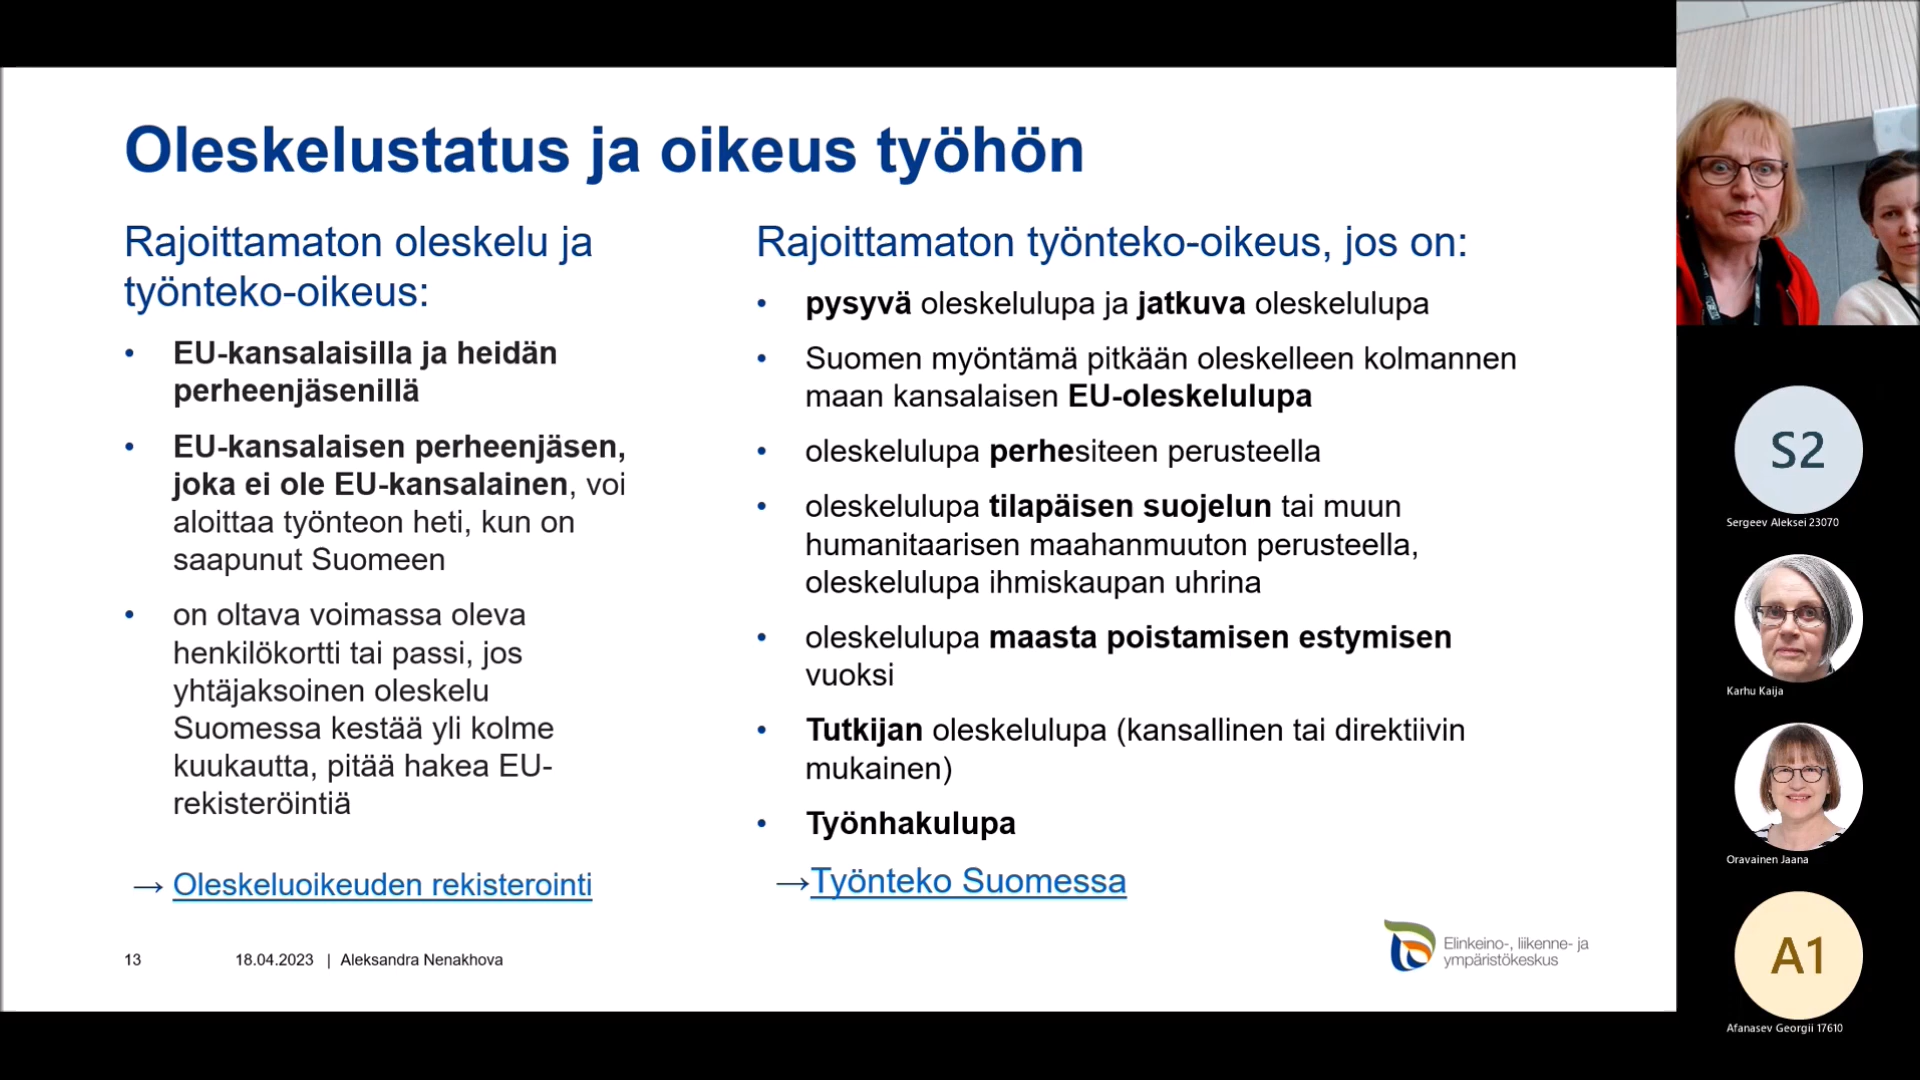 Oleskelustatus ja oikeus työhön
Rajoittamaton oleskelu ja
työnteko-oikeus:
• EU-kansalaisilla ja heidän
perheenjäsenillä
• EU-kansalaisen perheenjäsen,
joka ei ole EU-kansalainen, voi
aloittaa työnteon heti, kun on
saapunut Suomeen
• on oltava voimassa oleva
henkilökortti tai passi, jos
yhtäjaksoinen oleskelu
Suomessa kestää yli kolme
kuukautta, pitää hakea EU-
rekisteröintiä
→ Oleskeluoikeuden rekisterointi
Rajoittamaton työnteko-oikeus, jos on:
• pysyvä oleskelulupa ja jatkuva oleskelulupa
• Suomen myöntämä pitkään oleskelleen kolmannen
maan kansalaisen EU-oleskelulupa
• oleskelulupa perhesiteen perusteella
• oleskelulupa tilapäisen suojelun tai muun
humanitaarisen maahanmuuton perusteella,
oleskelulupa ihmiskaupan uhrina
• oleskelulupa maasta poistamisen estymisen
vuoksi
• Tutkijan oleskelulupa (kansallinen tai direktiivin
mukainen)
• Työnhakulupa
→Työnteko Suomessa
13 18.04.2023 | Aleksandra Nenakhova
Elinkeino-, liikenne- ja
ympäristökeskus
S2
Sergeev Aleksei 23070
Karhu Kaija
Oravainen Jaana
A1
Afanasev Georgii 17610